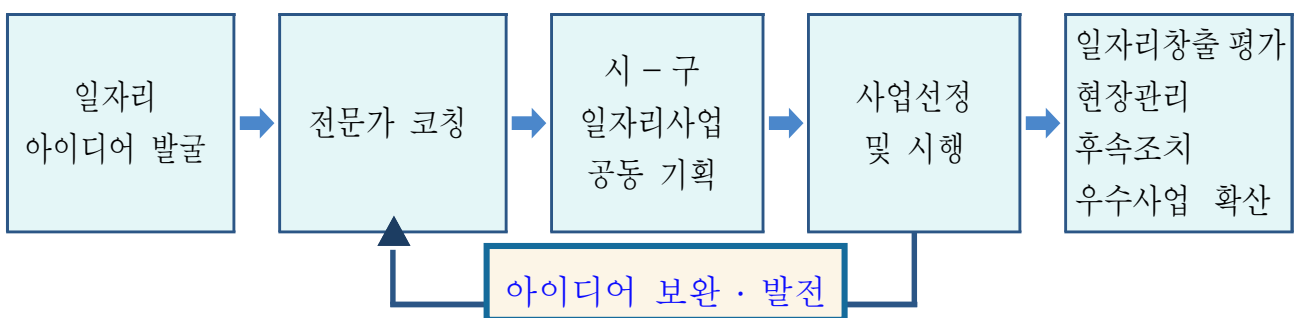 일자리
아이디어 발굴
전문가 코칭
시 – 구
일자리사업
공동 기획
사업선정
및 시행
일자리창출 평가
현장관리
후속조치
우수사업 확산
아이디어 보완 · 발전